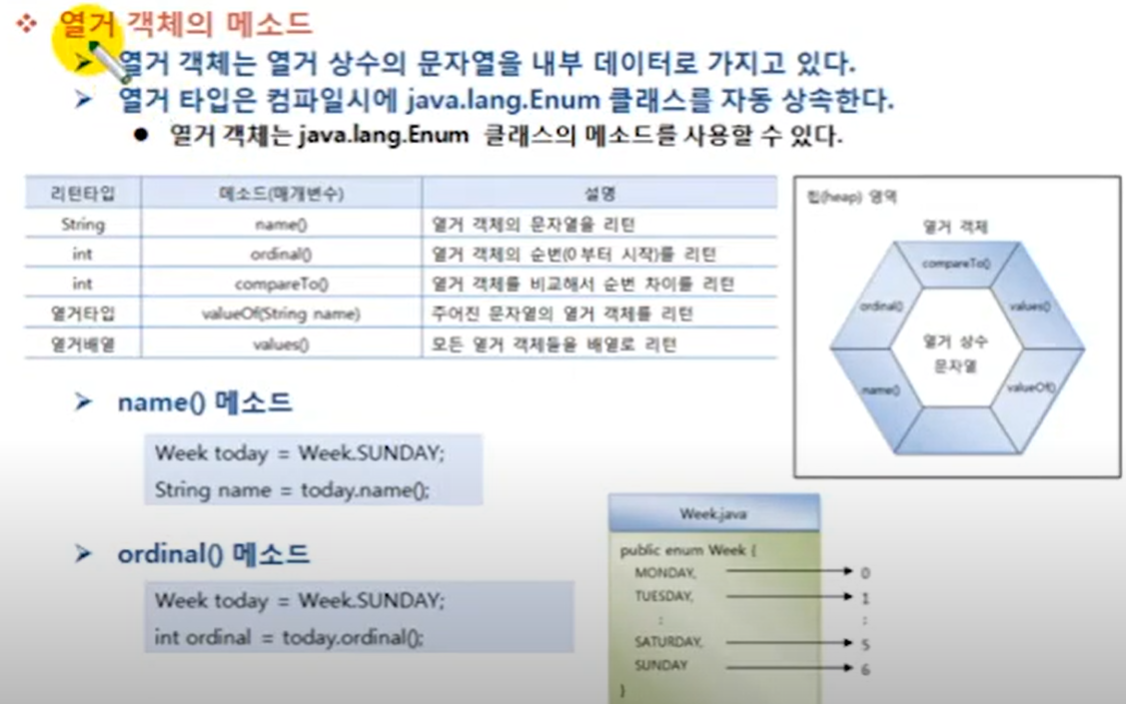 열거 객체의 메소드
열거 객체는 열거 상수의 문자열을 내부 데이터로 가지고 있다.
열거 타입은 컴파일시에 java.lang.Enum 클래스를 자동 상속한다.
열거 객체는 java.lang.Enum 클래스의 메소드를 사용할 수 있다.
리턴타입 메소드(매개변수) 설명
String name() 열거 객체의 문자열을 리턴
int ordinal() 열거 객체의 순번(0부터 시작)를 리턴
int compareTo() 열거 객체를 비교해서 순번 차이를 리턴
열거타입 valueOf(String name) 주어진 문자열의 열거 객체를 리턴
열거배열 values() 모든 열거 객체들을 배열로 리턴
힙(heap) 영역
열거 객체
compareTo()
ordinal() values()
열거 상수
문자열
name() valueOf()
name() 메소드
Week today = Week.SUNDAY;
String name = today.name();
ordinal() 메소드
Week today = Week.SUNDAY;
int ordinal = today.ordinal();
Week.java
public enum Week {
MONDAY, 0
TUESDAY, 1
: :
SATURDAY, 5
SUNDAY 6
}